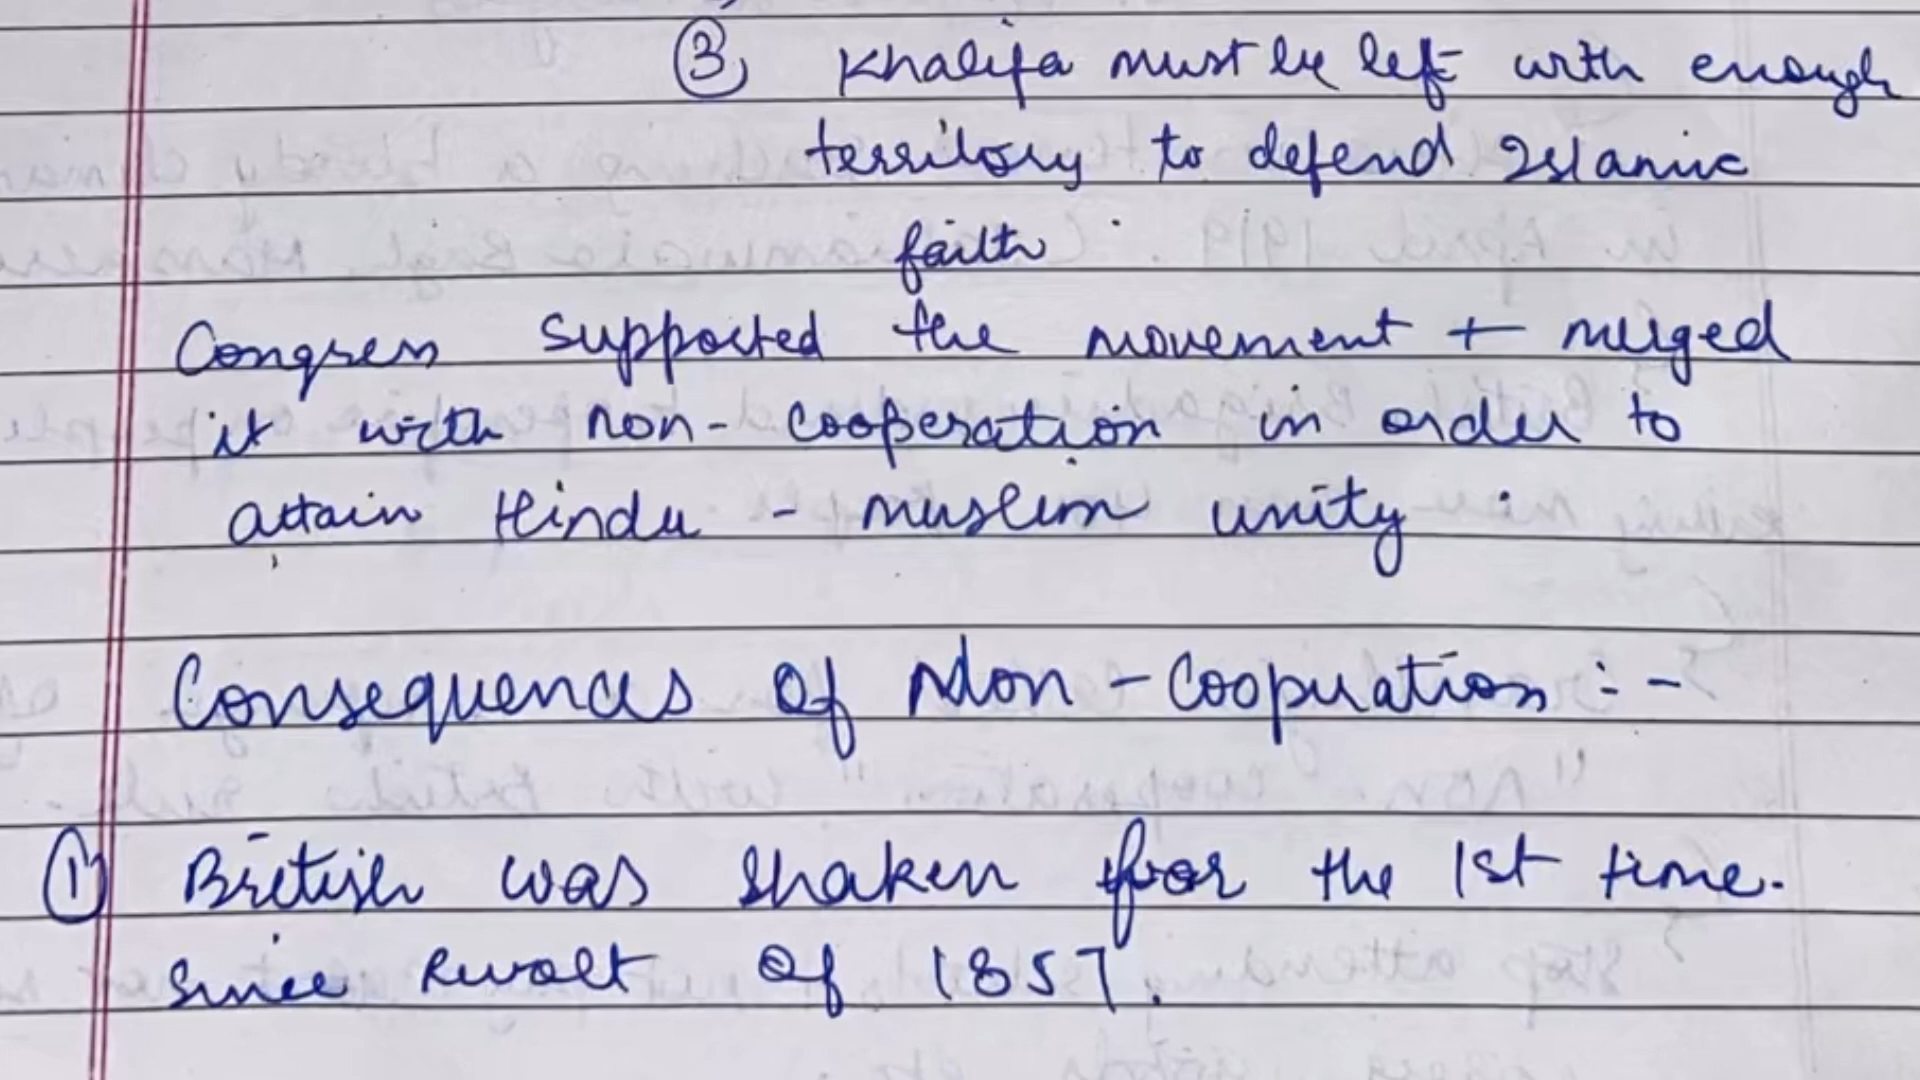 ③ Khalifa must be left with enough
territory to defend Islamic
faith
Congress supported the movement + merged
it with non-cooperation in order to
attain Hindu - muslim unity
Consequences of Non-Cooperation :-
① British was shaken for the 1st time.
since revolt of 1857.